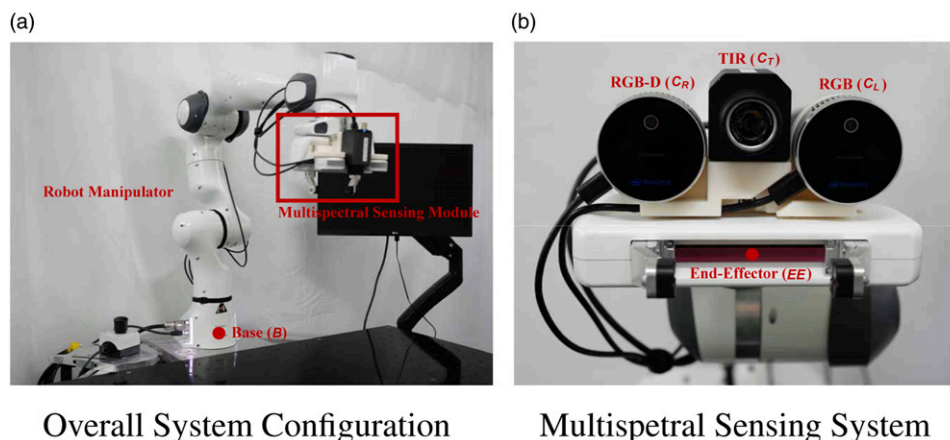 (a)
(b)
Robot Manipulator
Multispectral Sensing Module
Base (B)
TIR (C_T)
RGB-D (C_R)
RGB (C_L)
End-Effector (EE)
Overall System Configuration
Multispetral Sensing System